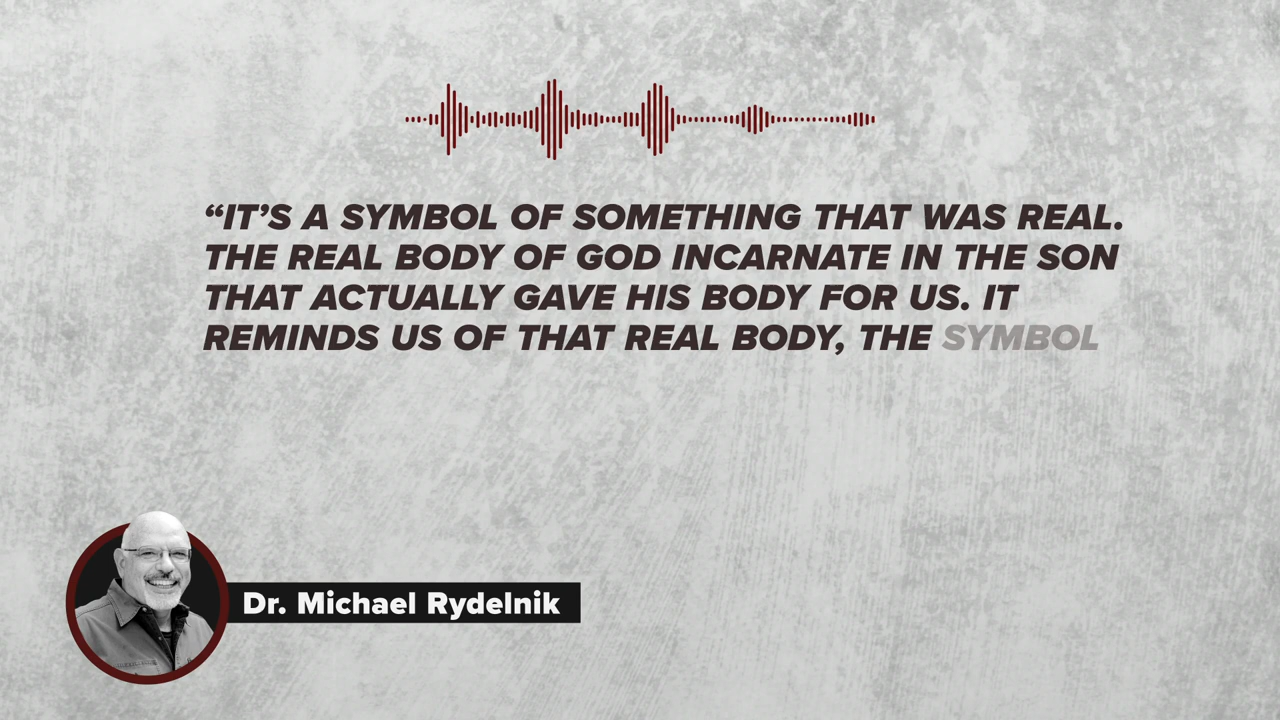 “IT’S A SYMBOL OF SOMETHING THAT WAS REAL.
THE REAL BODY OF GOD INCARNATE IN THE SON
THAT ACTUALLY GAVE HIS BODY FOR US. IT
REMINDS US OF THAT REAL BODY, THE SYMBOL
Dr. Michael Rydelnik